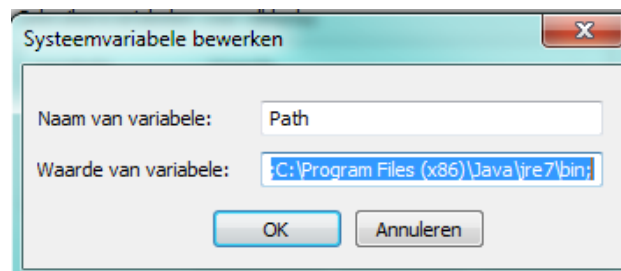 Systeemvariabele bewerken
Naam van variabele: Path
Waarde van variabele: ;C:\Program Files (x86)\Java\jre7\bin;
OK Annuleren